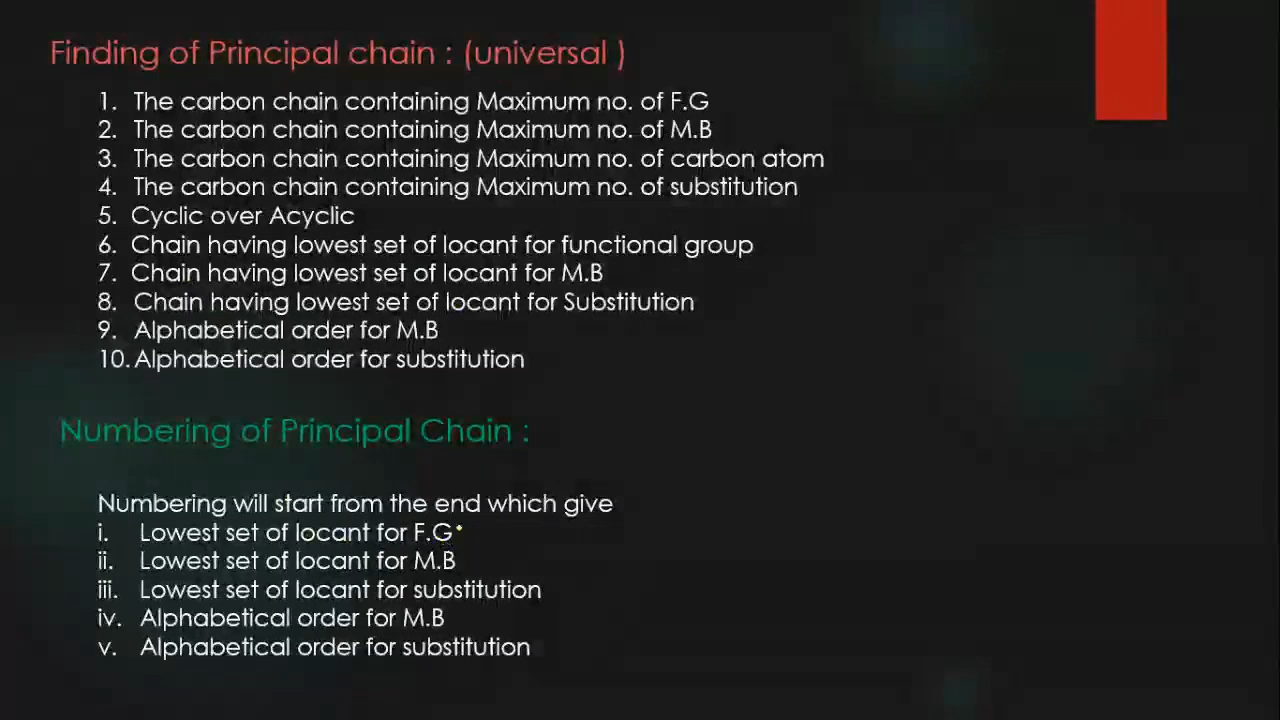 Finding of Principal chain : (universal )
1. The carbon chain containing Maximum no. of F.G
2. The carbon chain containing Maximum no. of M.B
3. The carbon chain containing Maximum no. of carbon atom
4. The carbon chain containing Maximum no. of substitution
5. Cyclic over Acyclic
6. Chain having lowest set of locant for functional group
7. Chain having lowest set of locant for M.B
8. Chain having lowest set of locant for Substitution
9. Alphabetical order for M.B
10. Alphabetical order for substitution
Numbering of Principal Chain :
Numbering will start from the end which give
i. Lowest set of locant for F.G
ii. Lowest set of locant for M.B
iii. Lowest set of locant for substitution
iv. Alphabetical order for M.B
v. Alphabetical order for substitution